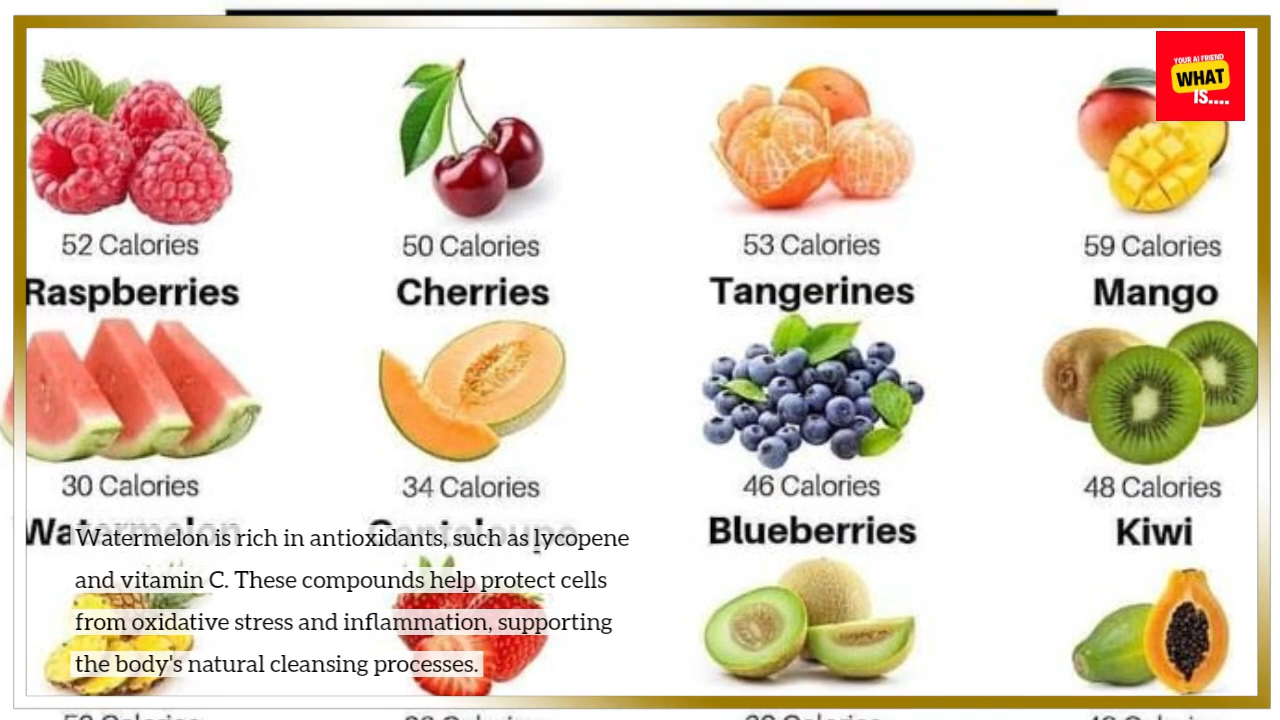 YOUR AI FRIEND
WHAT
IS....
52 Calories
50 Calories
53 Calories
59 Calories
Raspberries
Cherries
Tangerines
Mango
30 Calories
34 Calories
46 Calories
48 Calories
Watermelon
Cantaloupe
Blueberries
Kiwi
Watermelon is rich in antioxidants, such as lycopene
and vitamin C. These compounds help protect cells
from oxidative stress and inflammation, supporting
the body's natural cleansing processes.